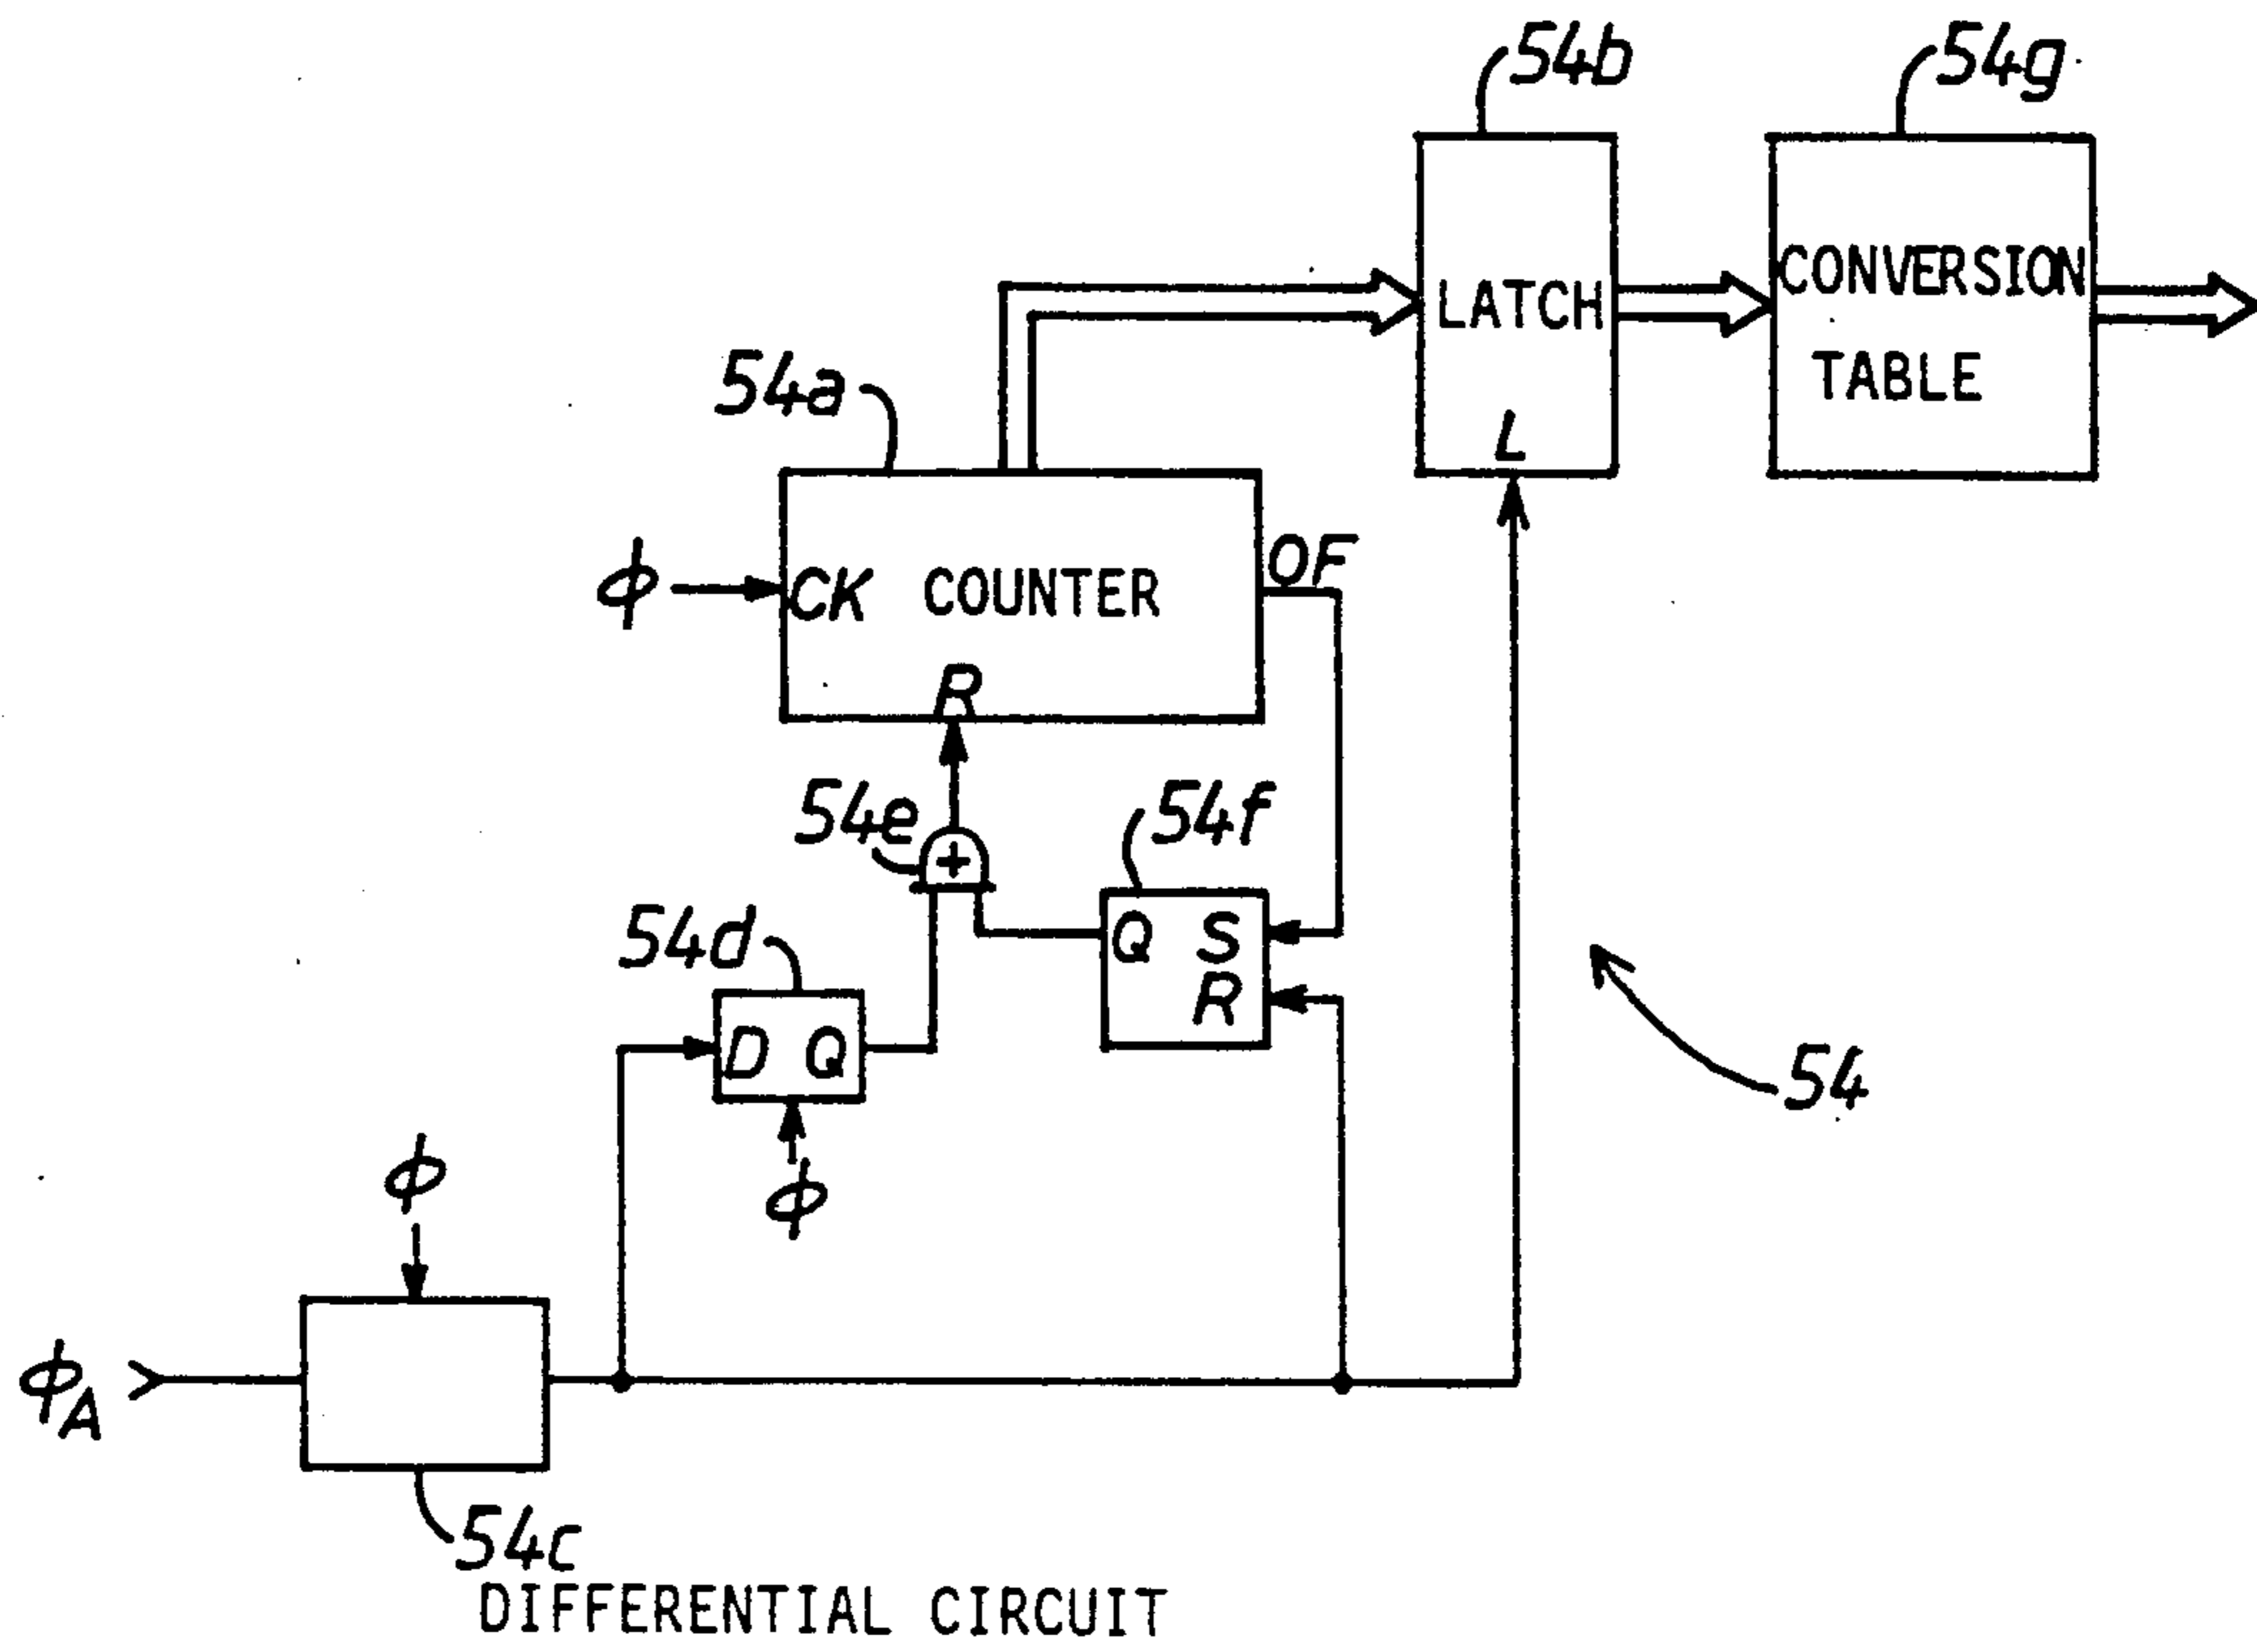 54b
54g
LATCH
CONVERSION
TABLE
L
54a
ϕ
CK COUNTER
OF
R
54e
+
54f
Q S
R
54d
D Q
ϕ
54
ϕ
ϕA
54c
DIFFERENTIAL CIRCUIT